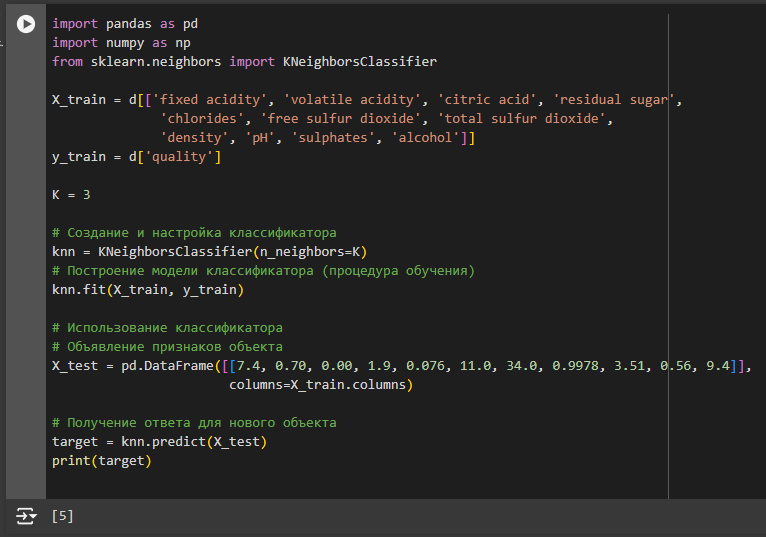 import pandas as pd
import numpy as np
from sklearn.neighbors import KNeighborsClassifier

X_train = d[['fixed acidity', 'volatile acidity', 'citric acid', 'residual sugar',
              'chlorides', 'free sulfur dioxide', 'total sulfur dioxide',
              'density', 'pH', 'sulphates', 'alcohol']]
y_train = d['quality']

K = 3

# Создание и настройка классификатора
knn = KNeighborsClassifier(n_neighbors=K)
# Построение модели классификатора (процедура обучения)
knn.fit(X_train, y_train)

# Использование классификатора
# Объявление признаков объекта
X_test = pd.DataFrame([[7.4, 0.70, 0.00, 1.9, 0.076, 11.0, 34.0, 0.9978, 3.51, 0.56, 9.4]],
                       columns=X_train.columns)

# Получение ответа для нового объекта
target = knn.predict(X_test)
print(target)

[5]